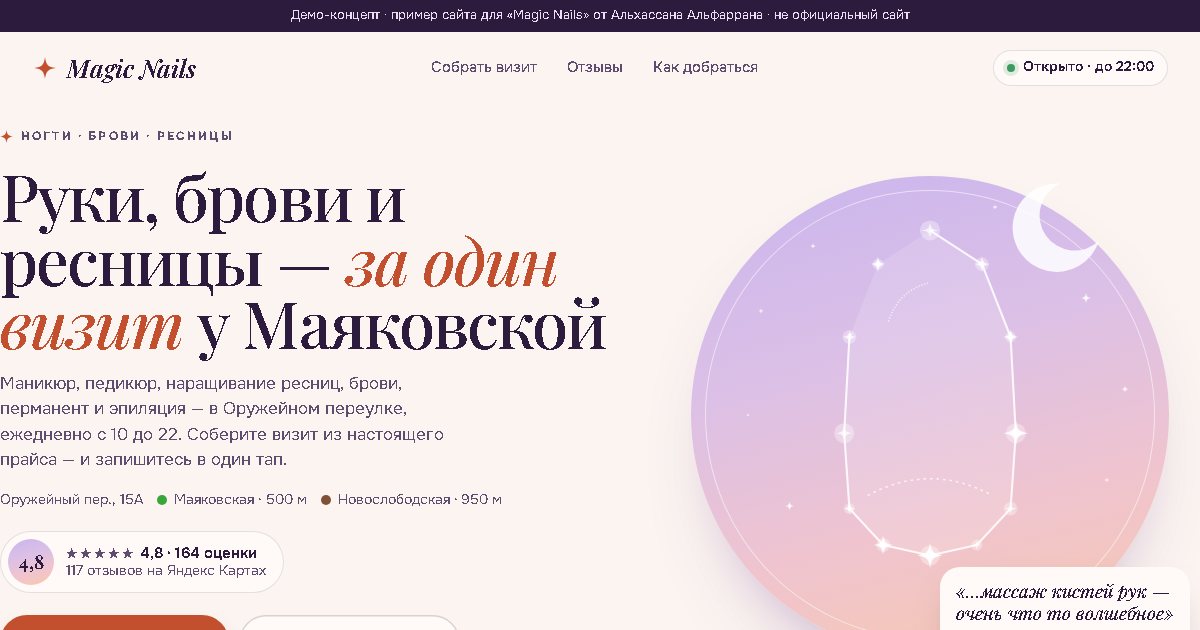 Демо-концепт · пример сайта для «Magic Nails» от Альхассана Альфаррана · не официальный сайт
Magic Nails
Собрать визит
Отзывы
Как добраться
Открыто · до 22:00
НОГТИ · БРОВИ · РЕСНИЦЫ
Руки, брови и
ресницы — за один
визит у Маяковской
Маникюр, педикюр, наращивание ресниц, брови,
перманент и эпиляция — в Оружейном переулке,
ежедневно с 10 до 22. Соберите визит из настоящего
прайса — и запишитесь в один тап.
Оружейный пер., 15А
Маяковская · 500 м
Новослободская · 950 м
4,8
★★★★★ 4,8 · 164 оценки
117 отзывов на Яндекс Картах
«…массаж кистей рук —
очень что то волшебное»